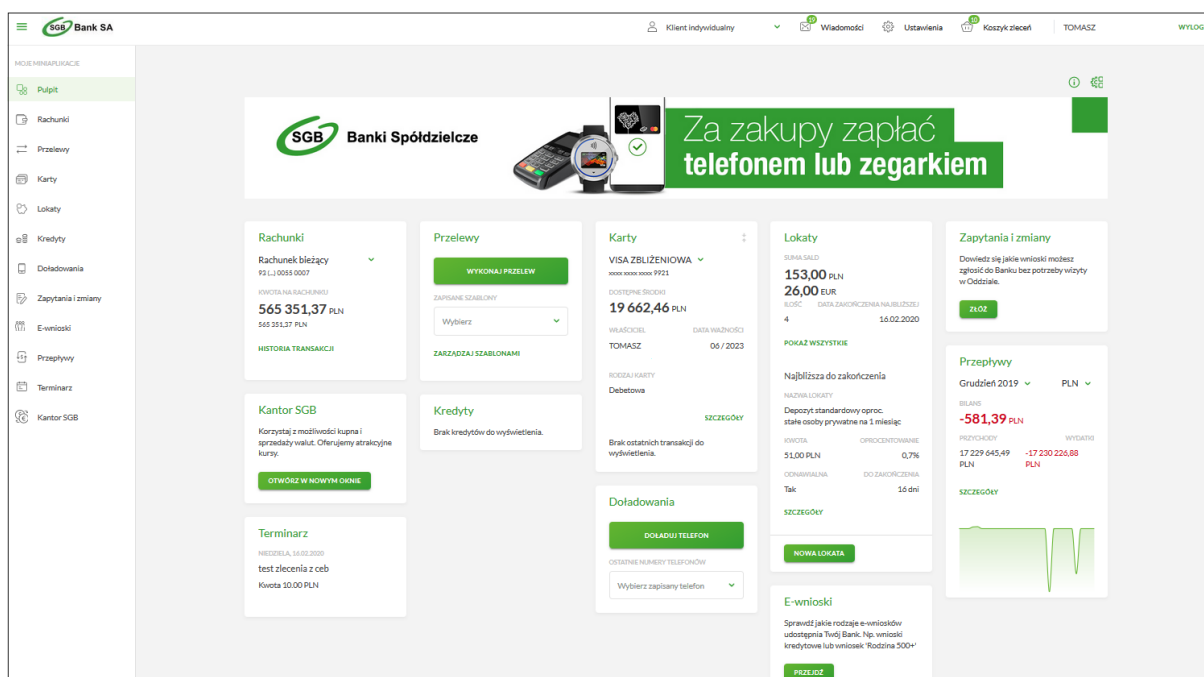 SGB Bank SA
Klient indywidualny
19
Wiadomości
Ustawienia
10
Koszyk zleceń
TOMASZ
WYLOG
MOJE MINIAPLIKACJE
Pulpit
Rachunki
Przelewy
Karty
Lokaty
Kredyty
Doładowania
Zapytania i zmiany
E-wnioski
Przepływy
Terminarz
Kantor SGB
SGB Banki Spółdzielcze
Za zakupy zapłać
telefonem lub zegarkiem
Rachunki
Rachunek bieżący
93 (...) 0055 0007
KWOTA NA RACHUNKU
565 351,37 PLN
565 351,37 PLN
HISTORIA TRANSAKCJI
Kantor SGB
Korzystaj z możliwości kupna i
sprzedaży walut. Oferujemy atrakcyjne
kursy.
OTWÓRZ W NOWYM OKNIE
Terminarz
NIEDZIELA, 16.02.2020
test zlecenia z ceb
Kwota 10.00 PLN
Przelewy
WYKONAJ PRZELEW
ZAPISANE SZABLONY
Wybierz
ZARZĄDZAJ SZABLONAMI
Kredyty
Brak kredytów do wyświetlenia.
Karty
VISA ZBLIŻENIOWA
xxxx xxxx xxxx 9921
DOSTĘPNE ŚRODKI
19 662,46 PLN
WŁAŚCICIEL DATA WAŻNOŚCI
TOMASZ 06 / 2023
RODZAJ KARTY
Debetowa
SZCZEGÓŁY
Brak ostatnich transakcji do
wyświetlenia.
Doładowania
DOŁADUJ TELEFON
OSTATNIE NUMERY TELEFONÓW
Wybierz zapisany telefon
Lokaty
SUMA SALD
153,00 PLN
26,00 EUR
ILOŚĆ DATA ZAKOŃCZENIA NAJBLIŻSZEJ
4 16.02.2020
POKAŻ WSZYSTKIE
Najbliższa do zakończenia
NAZWA LOKATY
Depozyt standardowy oproc.
stałe osoby prywatne na 1 miesiąc
KWOTA OPROCENTOWANIE
51,00 PLN 0,7%
ODNAWIALNA DO ZAKOŃCZENIA
Tak 16 dni
SZCZEGÓŁY
NOWA LOKATA
E-wnioski
Sprawdź jakie rodzaje e-wniosków
udostępnia Twój Bank. Np. wnioski
kredytowe lub wniosek 'Rodzina 500+'
PRZEJDŹ
Zapytania i zmiany
Dowiedz się jakie wnioski możesz
zgłosić do Banku bez potrzeby wizyty
w Oddziale.
ZŁÓŻ
Przepływy
Grudzień 2019 PLN
BILANS
-581,39 PLN
PRZYCHODY WYDATKI
17 229 645,49 -17 230 226,88
PLN PLN
SZCZEGÓŁY